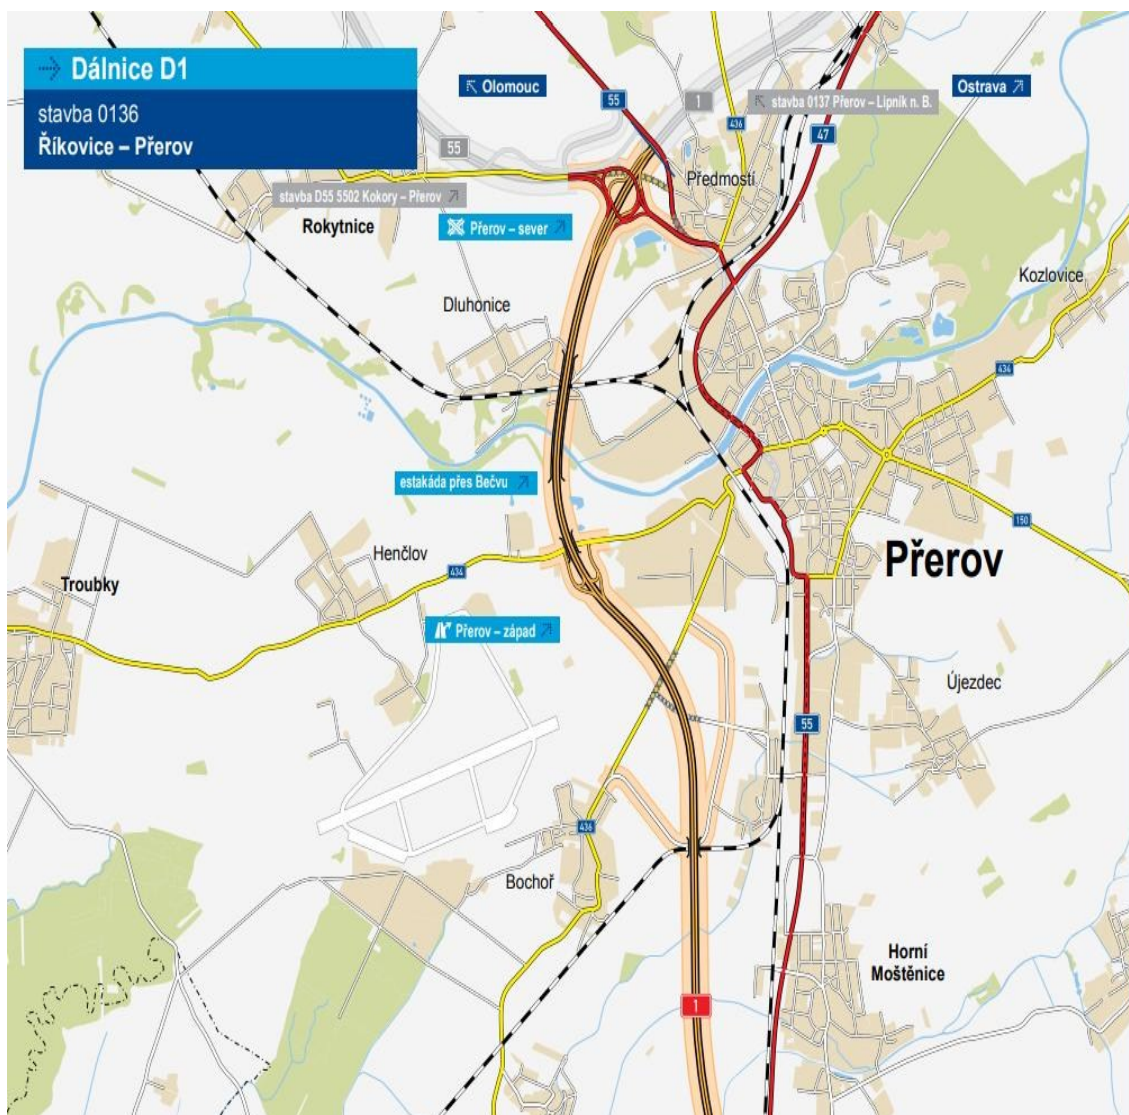 Dálnice D1
stavba 0136
Říkovice – Přerov
Olomouc
55
1
stavba 0137 Přerov – Lipník n. B.
Ostrava
436
47
55
Předmostí
stavba D55 5502 Kokory – Přerov
Rokytnice
Přerov – sever
Kozlovice
Dluhonice
434
estakáda přes Bečvu
150
Henčlov
Přerov
434
Troubky
Přerov – západ
Újezdec
55
436
Bochoř
Horní
Moštěnice
1